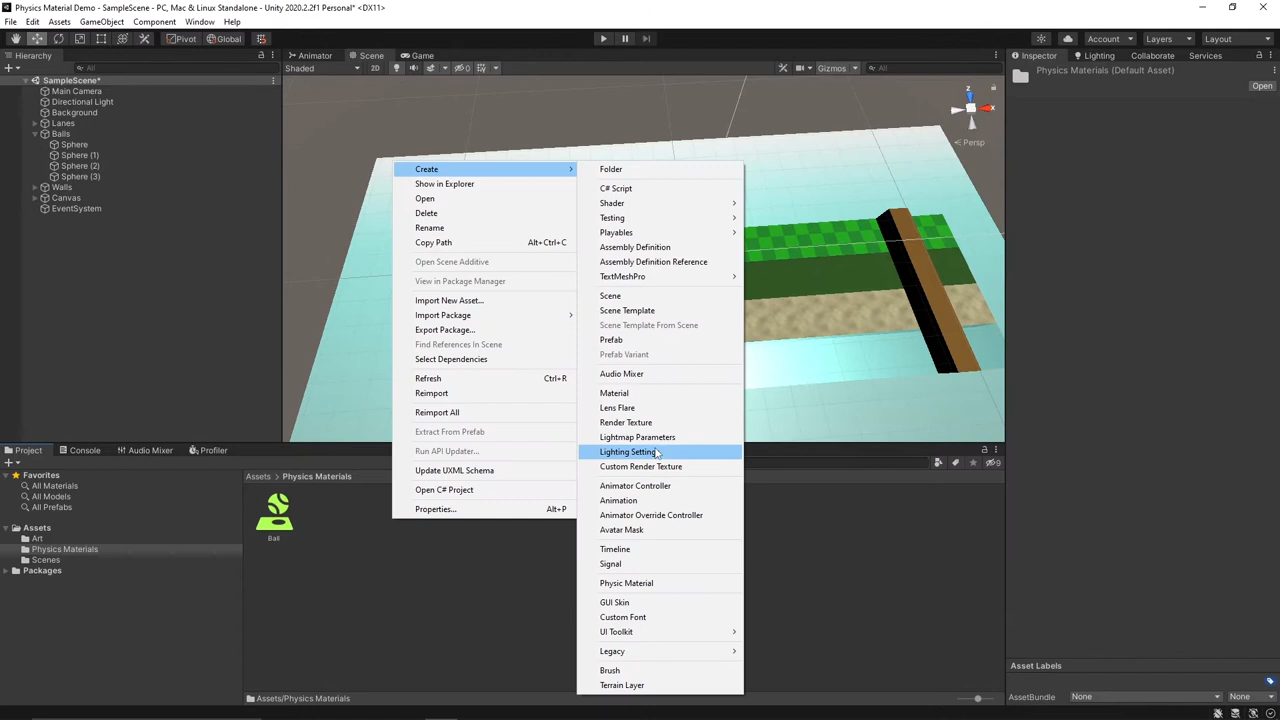 Physics Material Demo - SampleScene - PC, Mac & Linux Standalone - Unity 2020.2.2f1 Personal* <DX11>
File Edit Assets GameObject Component Window Help
Pivot Global Account Layers Layout
Hierarchy Animator Scene Game Inspector Lighting Collaborate Services
All Shaded 2D 0 Gizmos All
Physics Materials (Default Asset)
Open
SampleScene*
Main Camera
Directional Light
Background
Lanes
Balls
Sphere
Sphere (1)
Sphere (2)
Sphere (3)
Walls
Canvas
EventSystem
z
x
Persp
Create
Show in Explorer
Open
Delete
Rename
Copy Path Alt+Ctrl+C
Open Scene Additive
View in Package Manager
Import New Asset...
Import Package
Export Package...
Find References In Scene
Select Dependencies
Refresh Ctrl+R
Reimport
Reimport All
Extract From Prefab
Run API Updater...
Update UXML Schema
Open C# Project
Properties... Alt+P
Folder
C# Script
Shader
Testing
Playables
Assembly Definition
Assembly Definition Reference
TextMeshPro
Scene
Scene Template
Scene Template From Scene
Prefab
Prefab Variant
Audio Mixer
Material
Lens Flare
Render Texture
Lightmap Parameters
Lighting Setting
Custom Render Texture
Animator Controller
Animation
Animator Override Controller
Avatar Mask
Timeline
Signal
Physic Material
GUI Skin
Custom Font
UI Toolkit
Legacy
Brush
Terrain Layer
Project Console Audio Mixer Profiler
9
Favorites
All Materials
All Models
All Prefabs
Assets
Art
Physics Materials
Scenes
Packages
Assets > Physics Materials
Ball
Assets/Physics Materials
Asset Labels
AssetBundle None None